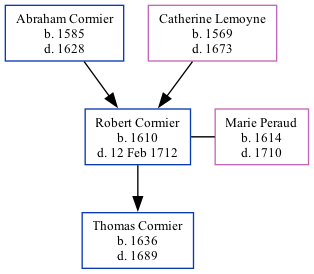 Abraham Cormier
b. 1585
d. 1628
Catherine Lemoyne
b. 1569
d. 1673
Robert Cormier
b. 1610
d. 12 Feb 1712
Marie Peraud
b. 1614
d. 1710
Thomas Cormier
b. 1636
d. 1689